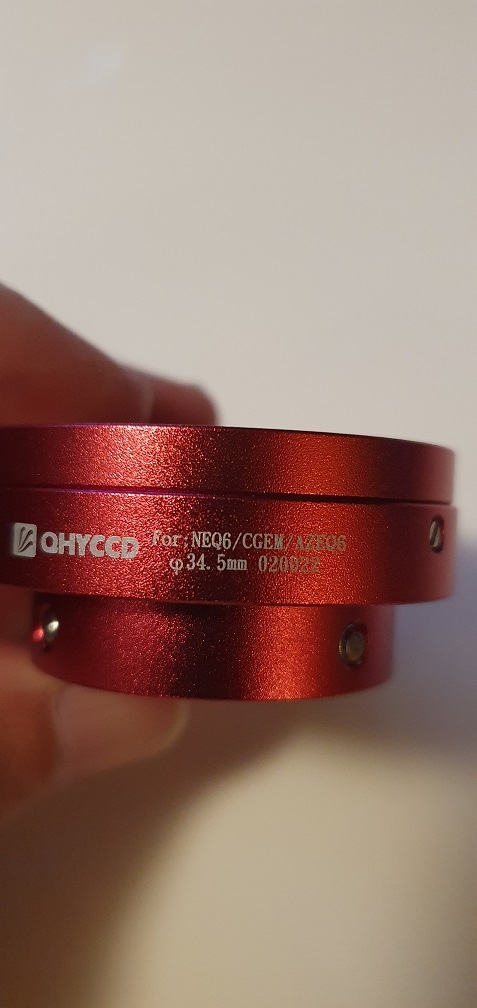 QHYCCD for:NEQ6/CGEM/AZEQ6
φ34.5mm 020022